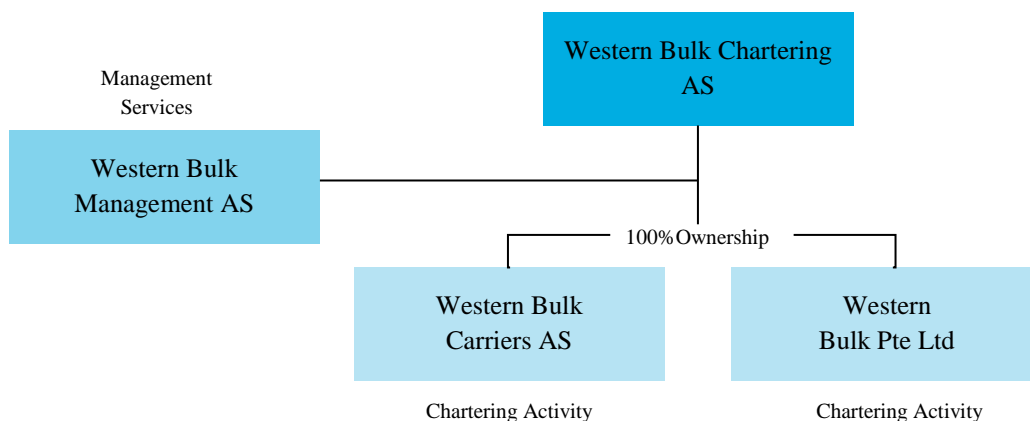 Western Bulk Chartering
AS
Management
Services
Western Bulk
Management AS
100% Ownership
Western Bulk
Carriers AS
Western
Bulk Pte Ltd
Chartering Activity
Chartering Activity